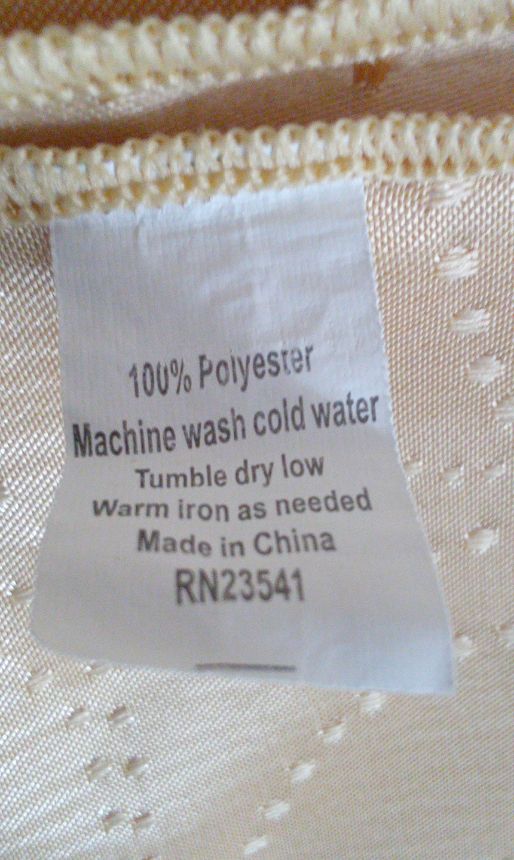 100% Polyester
Machine wash cold water
Tumble dry low
Warm iron as needed
Made in China
RN23541